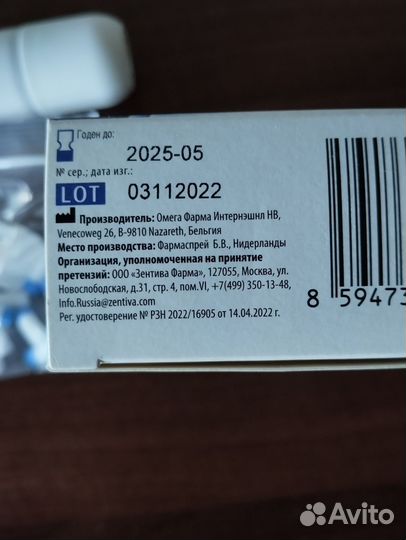 Годен до:
2025-05
№ сер.; дата изг.:
LOT 03112022
Производитель: Омега Фарма Интернэшнл НВ,
Venecoweg 26, B-9810 Nazareth, Бельгия
Место производства: Фармаспрей Б.В., Нидерланды
Организация, уполномоченная на принятие
претензий: ООО «Зентива Фарма», 127055, Москва, ул.
Новослободская, д.31, стр. 4, пом.VI, +7(499) 350-13-48,
Info.Russia@zentiva.com
Рег. удостоверение № РЗН 2022/16905 от 14.04.2022 г.
8 59473
Avito